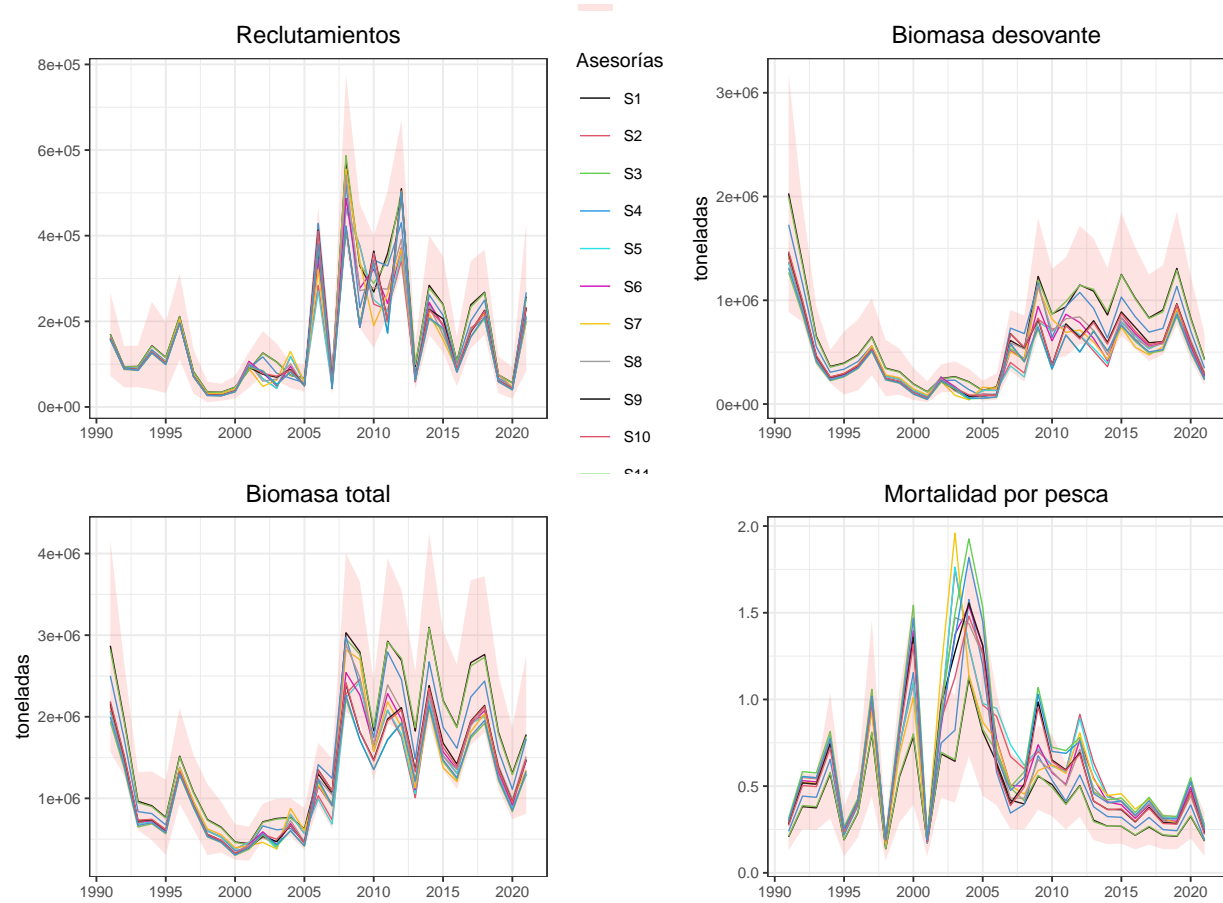 Reclutamientos
8e+05
6e+05
4e+05
2e+05
0e+00
1990 1995 2000 2005 2010 2015 2020
Asesorías
S1
S2
S3
S4
S5
S6
S7
S8
S9
S10
S11
Biomasa desovante
toneladas
3e+06
2e+06
1e+06
0e+00
1990 1995 2000 2005 2010 2015 2020
Biomasa total
toneladas
4e+06
3e+06
2e+06
1e+06
1990 1995 2000 2005 2010 2015 2020
Mortalidad por pesca
2.0
1.5
1.0
0.5
0.0
1990 1995 2000 2005 2010 2015 2020